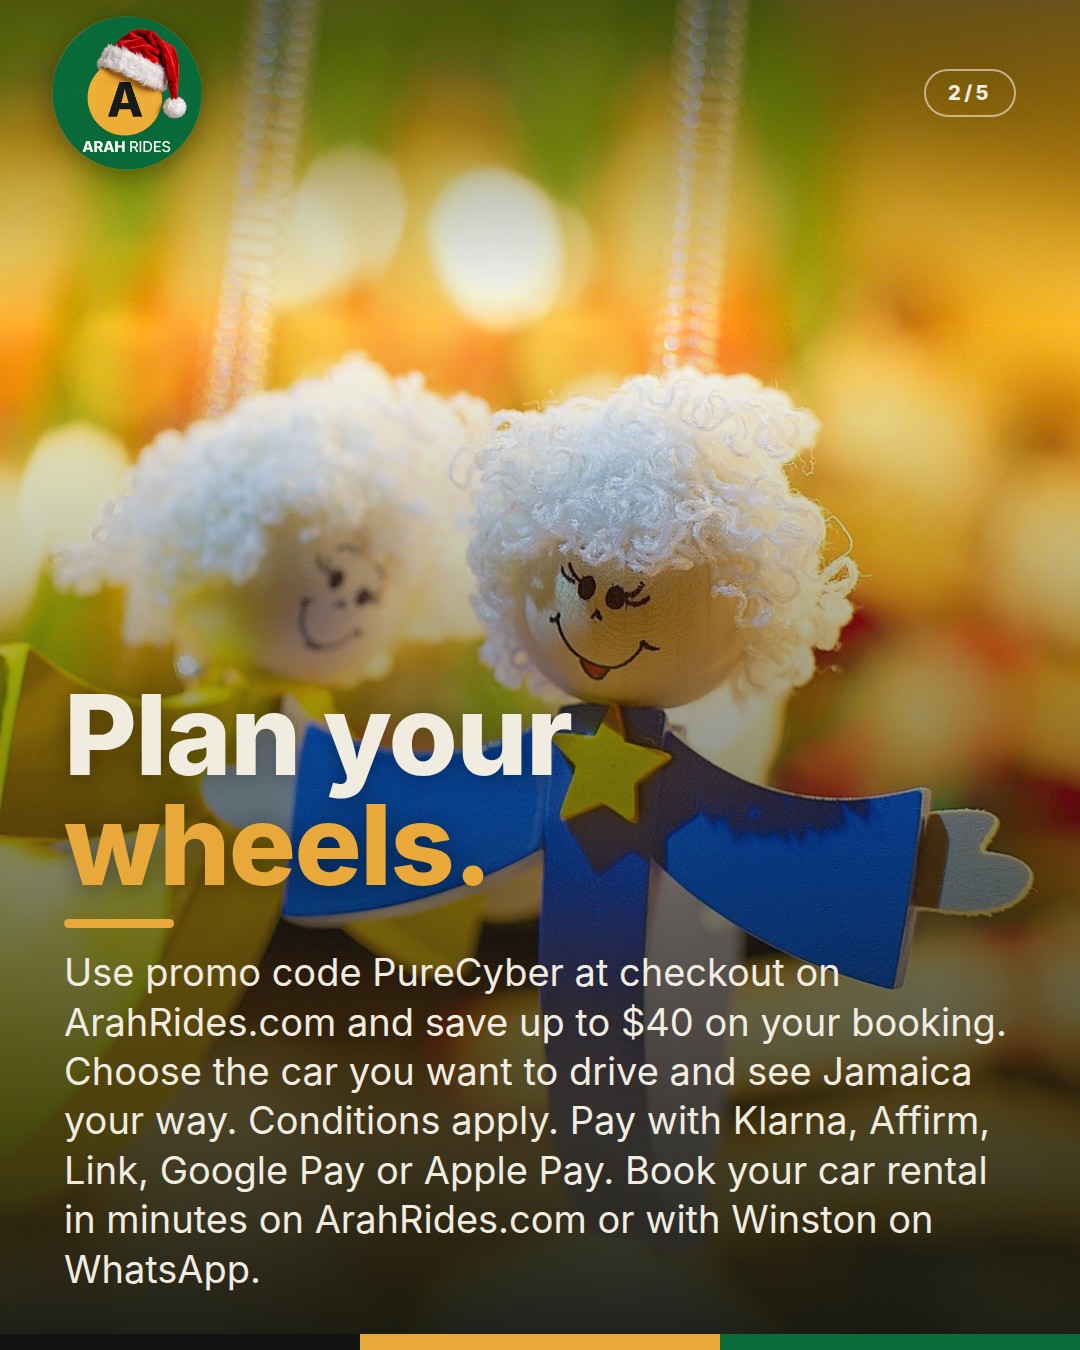 A
ARAH RIDES
2/5
Plan your
wheels.
Use promo code PureCyber at checkout on
ArahRides.com and save up to $40 on your booking.
Choose the car you want to drive and see Jamaica
your way. Conditions apply. Pay with Klarna, Affirm,
Link, Google Pay or Apple Pay. Book your car rental
in minutes on ArahRides.com or with Winston on
WhatsApp.